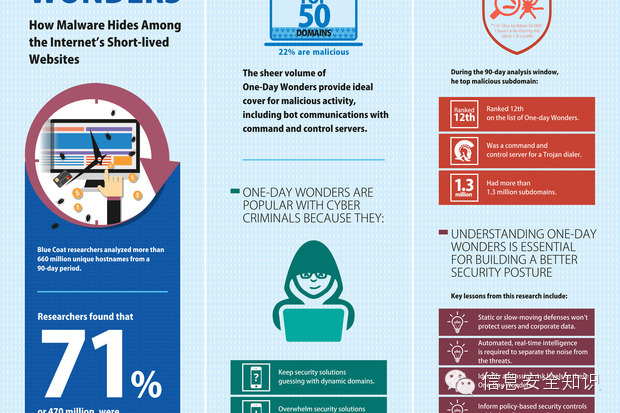 WONDERS
How Malware Hides Among
the Internet's Short-lived
Websites
Blue Coat researchers analyzed more than
660 million unique hostnames from a
90-day period.
Researchers found that
71%
or 470 million, were
50
DOMAINS
22% are malicious
The sheer volume of
One-Day Wonders provide ideal
cover for malicious activity,
including bot communications with
command and control servers.
ONE-DAY WONDERS ARE
POPULAR WITH CYBER
CRIMINALS BECAUSE THEY:
Keep security solutions
guessing with dynamic domains.
Overwhelm security solutions
During the 90-day analysis window,
he top malicious subdomain:
Ranked
12th
Ranked 12th
on the list of One-day Wonders.
Was a command and
control server for a Trojan dialer.
1.3
million
Had more than
1.3 million subdomains.
UNDERSTANDING ONE-DAY
WONDERS IS ESSENTIAL
FOR BUILDING A BETTER
SECURITY POSTURE
Key lessons from this research include:
Static or slow-moving defenses won't
protect users and corporate data.
Automated, real-time intelligence
is required to separate the noise from
the threats.
Inform policy-based security controls
信息安全知识